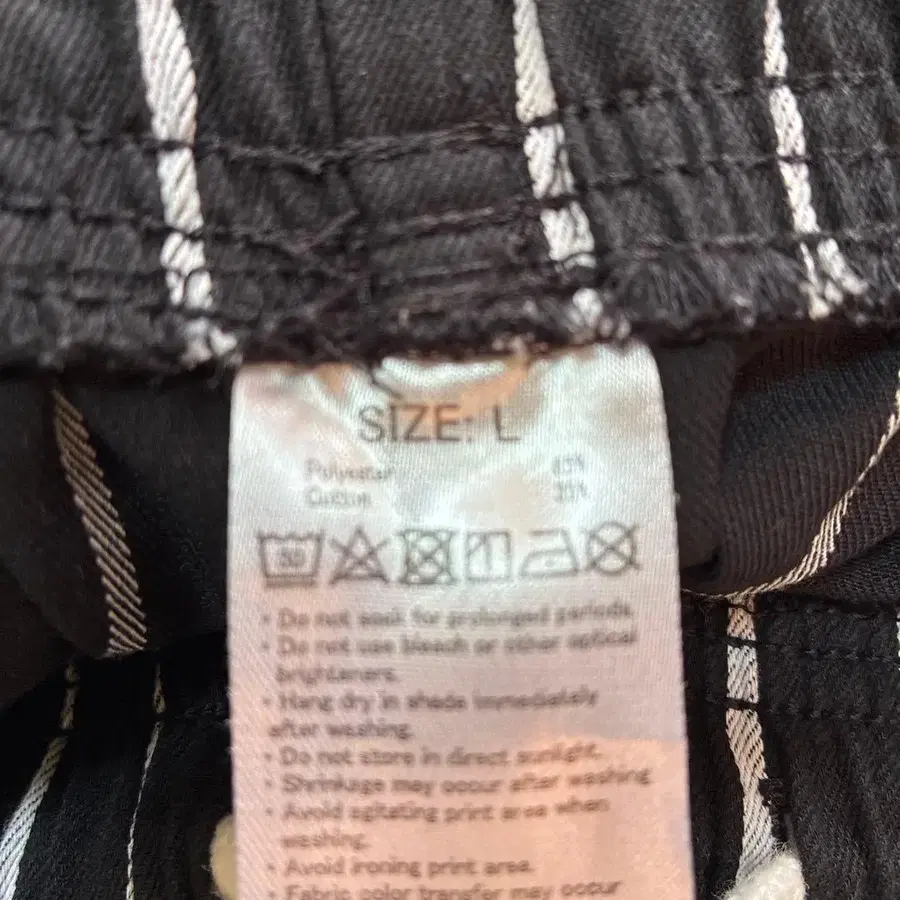 SIZE: L
Polyester
Cotton
• Do not soak for prolonged periods.
• Do not use bleach or other optical
brighteners.
• Hang dry in shade immediately
after washing.
• Do not store in direct sunlight.
• Shrinkage may occur after washing
• Avoid agitating print area when
washing.
• Avoid ironing print area.
• Fabric color transfer may occur